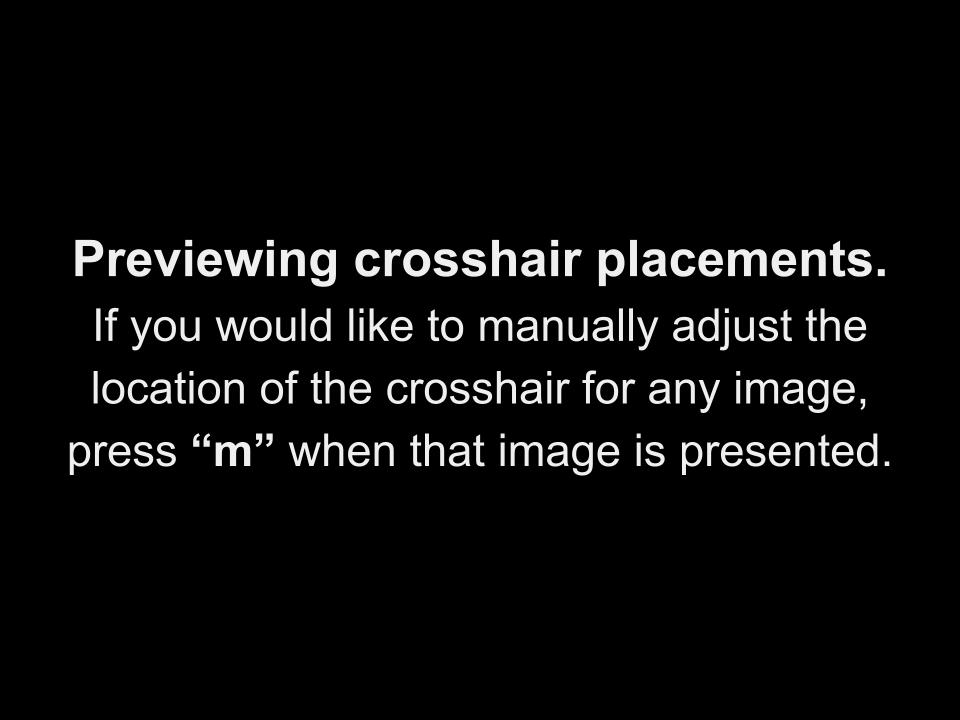 Previewing crosshair placements.
If you would like to manually adjust the
location of the crosshair for any image,
press “m” when that image is presented.